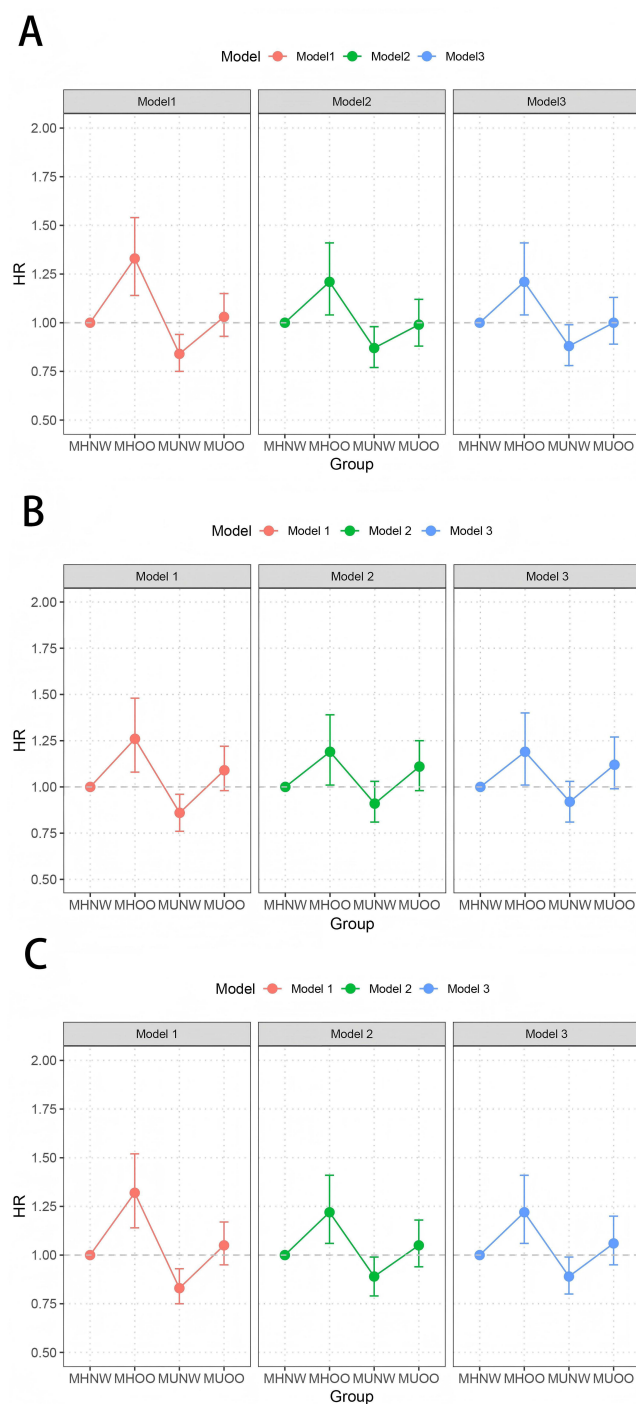 A
Model Model1 Model2 Model3
Model1 Model2 Model3
2.00
1.75
1.50
1.25
1.00
0.75
0.50
HR
MHNW MHOO MUNW MUOO MHNW MHOO MUNW MUOO MHNW MHOO MUNW MUOO
Group
B
Model Model 1 Model 2 Model 3
Model 1 Model 2 Model 3
2.00
1.75
1.50
1.25
1.00
0.75
0.50
HR
MHNW MHOO MUNW MUOO MHNW MHOO MUNW MUOO MHNW MHOO MUNW MUOO
Group
C
Model Model 1 Model 2 Model 3
Model 1 Model 2 Model 3
2.00
1.75
1.50
1.25
1.00
0.75
0.50
HR
MHNW MHOO MUNW MUOO MHNW MHOO MUNW MUOO MHNW MHOO MUNW MUOO
Group